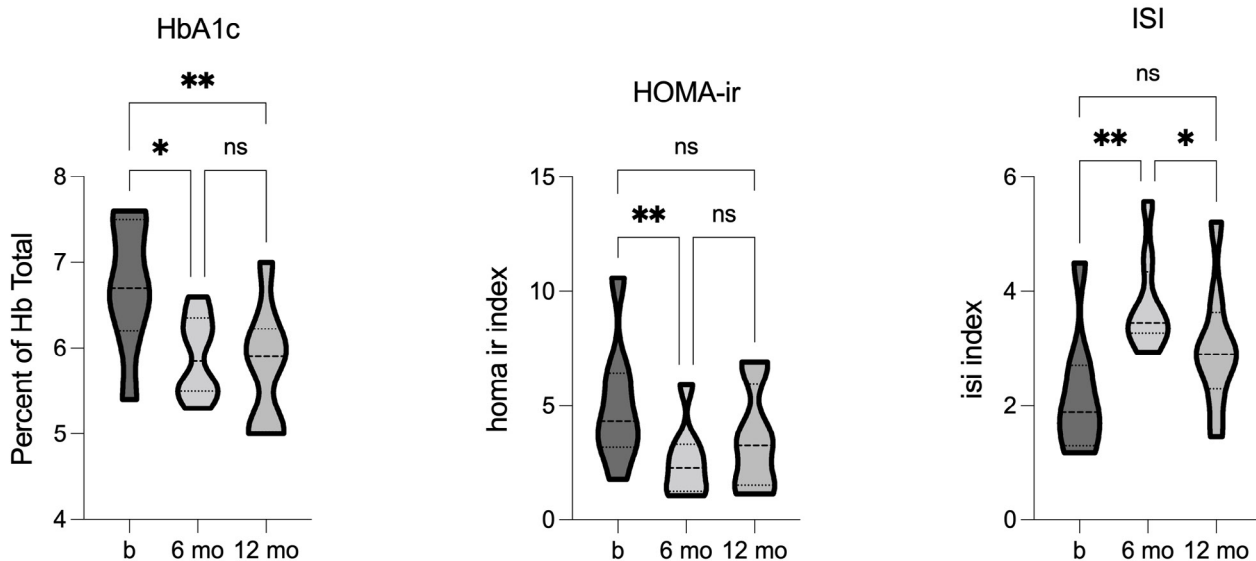 HbA1c
**
* ns
8
7
6
5
4
Percent of Hb Total
b 6 mo 12 mo
HOMA-ir
ns
** ns
15
10
5
0
homa ir index
b 6 mo 12 mo
ISI
ns
** *
6
4
2
0
isi index
b 6 mo 12 mo